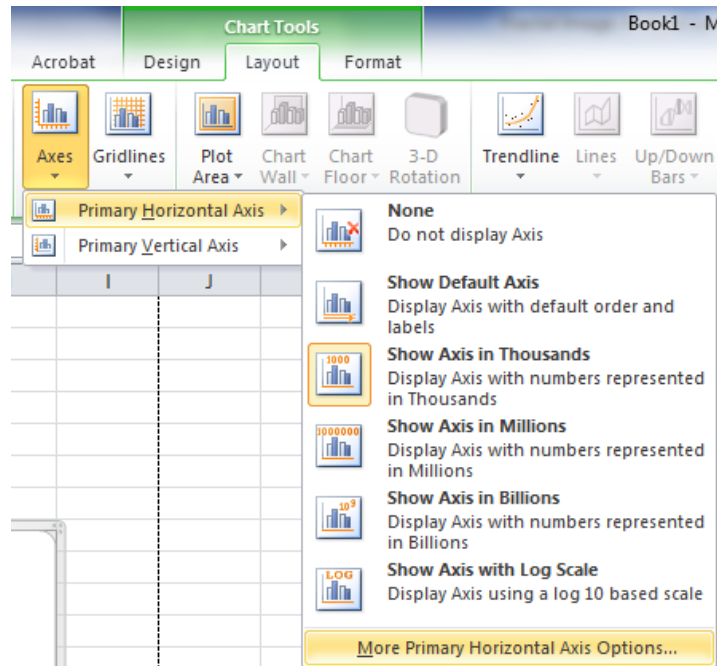 Chart Tools
Book1 - M
Acrobat Design Layout Format
Axes Gridlines Plot Area Chart Wall Chart Floor 3-D Rotation Trendline Lines Up/Down Bars
Primary Horizontal Axis
Primary Vertical Axis
I J
None
Do not display Axis
Show Default Axis
Display Axis with default order and
labels
1000
Show Axis in Thousands
Display Axis with numbers represented
in Thousands
1000000
Show Axis in Millions
Display Axis with numbers represented
in Millions
10⁹
Show Axis in Billions
Display Axis with numbers represented
in Billions
LOG
Show Axis with Log Scale
Display Axis using a log 10 based scale
More Primary Horizontal Axis Options...